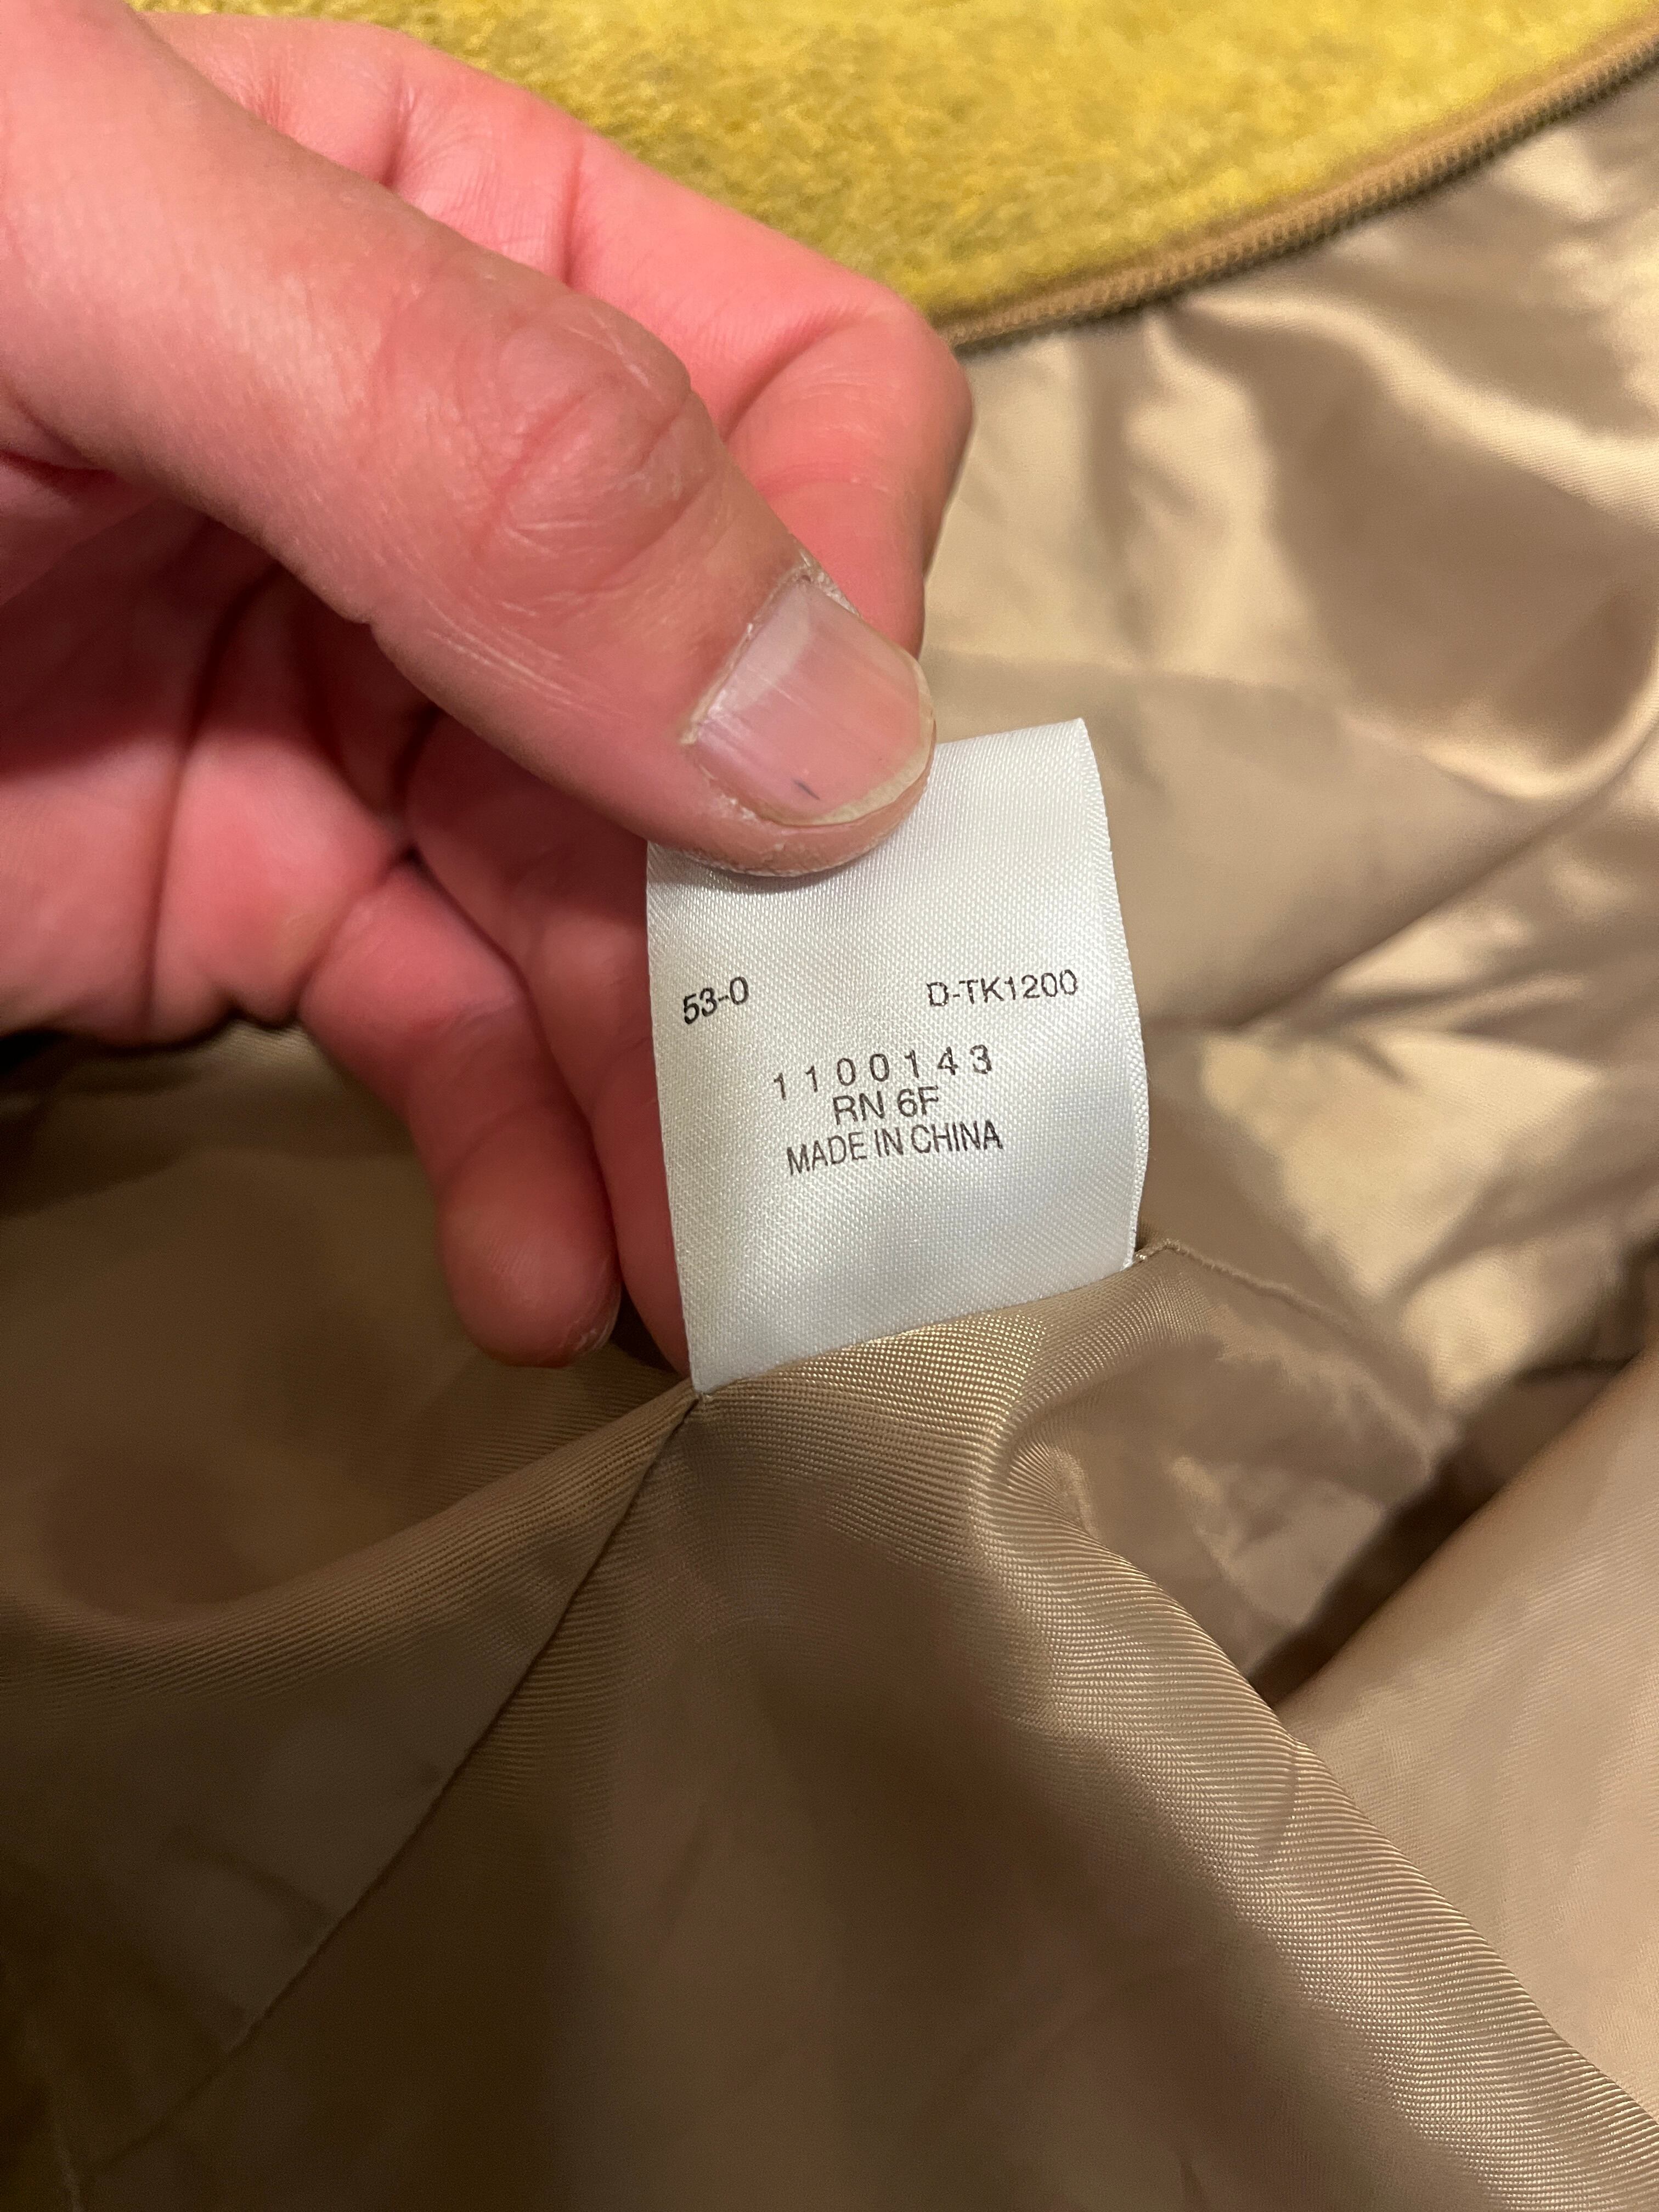 53-0 D-TK1200
1100143
RN 6F
MADE IN CHINA